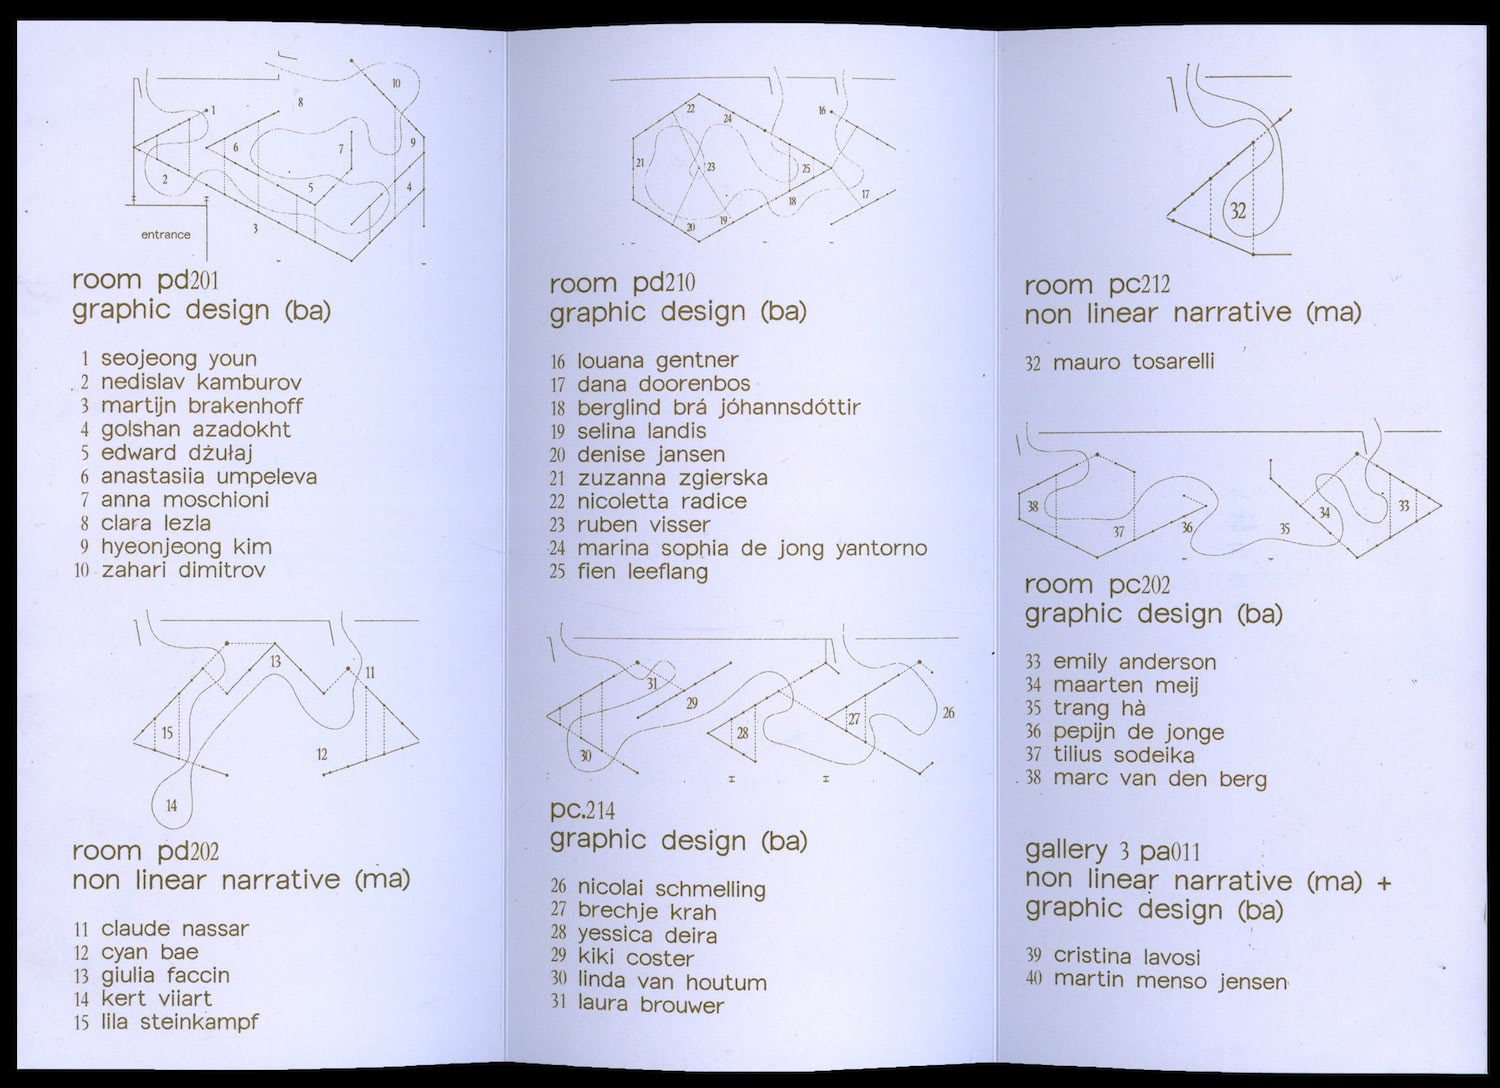 1
2
3
4
5
6
7
8
9
10
entrance
room pd201
graphic design (ba)
1 seojeong youn
2 nedislav kamburov
3 martijn brakenhoff
4 golshan azadokht
5 edward dżułaj
6 anastasiia umpeleva
7 anna moschioni
8 clara lezla
9 hyeonjeong kim
10 zahari dimitrov
11
12
13
14
15
room pd202
non linear narrative (ma)
11 claude nassar
12 cyan bae
13 giulia faccin
14 kert viiart
15 lila steinkampf
16
17
18
19
20
21
22
23
24
25
room pd210
graphic design (ba)
16 louana gentner
17 dana doorenbos
18 berglind brá jóhannsdóttir
19 selina landis
20 denise jansen
21 zuzanna zgierska
22 nicoletta radice
23 ruben visser
24 marina sophia de jong yantorno
25 fien leeflang
26
27
28
29
30
31
pc.214
graphic design (ba)
26 nicolai schmelling
27 brechje krah
28 yessica deira
29 kiki coster
30 linda van houtum
31 laura brouwer
32
room pc212
non linear narrative (ma)
32 mauro tosarelli
33
34
35
36
37
38
room pc202
graphic design (ba)
33 emily anderson
34 maarten meij
35 trang hà
36 pepijn de jonge
37 tilius sodeika
38 marc van den berg
gallery 3 pa011
non linear narrative (ma) +
graphic design (ba)
39 cristina lavosi
40 martin menso jensen